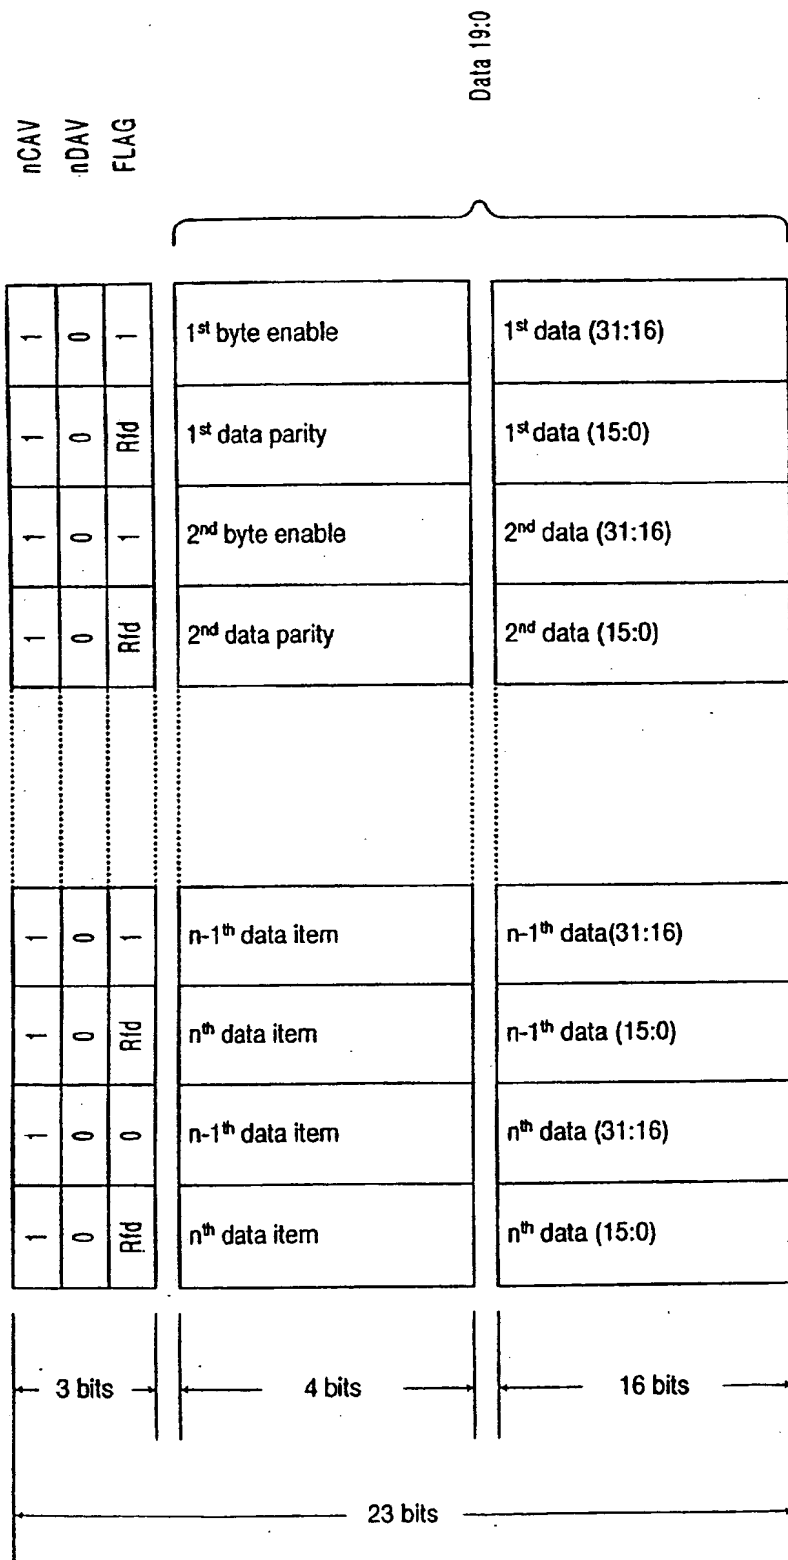 Data 19:0
nCAV nDAV FLAG
1 0 1 1st byte enable 1st data (31:16)
1 0 Rfd 1st data parity 1st data (15:0)
1 0 1 2nd byte enable 2nd data (31:16)
1 0 Rfd 2nd data parity 2nd data (15:0)
1 0 1 n-1th data item n-1th data(31:16)
1 0 Rfd nth data item n-1th data (15:0)
1 0 0 n-1th data item nth data (31:16)
1 0 Rfd nth data item nth data (15:0)
3 bits 4 bits 16 bits
23 bits